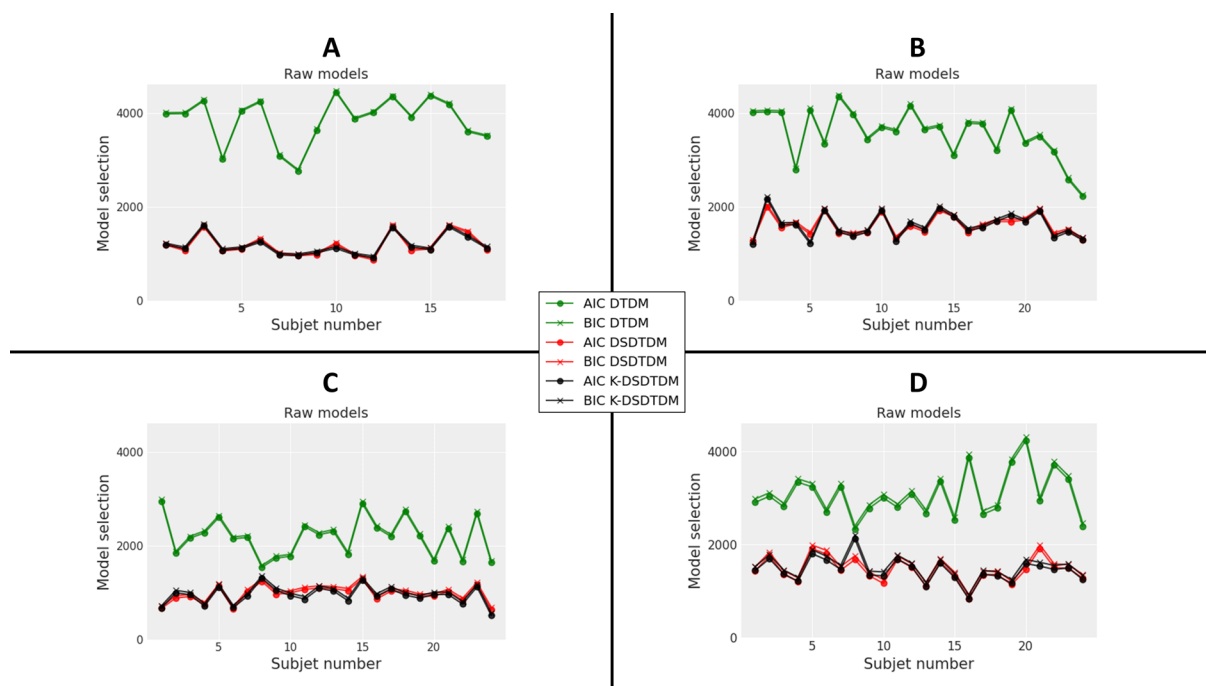 A
Raw models
Model selection
4000
2000
0
5
10
15
Subjet number
B
Raw models
Model selection
4000
2000
0
5
10
15
20
Subjet number
AIC DTDM
BIC DTDM
AIC DSDTDM
BIC DSDTDM
AIC K-DSDTDM
BIC K-DSDTDM
C
Raw models
Model selection
4000
2000
0
5
10
15
20
Subjet number
D
Raw models
Model selection
4000
2000
0
5
10
15
20
Subjet number